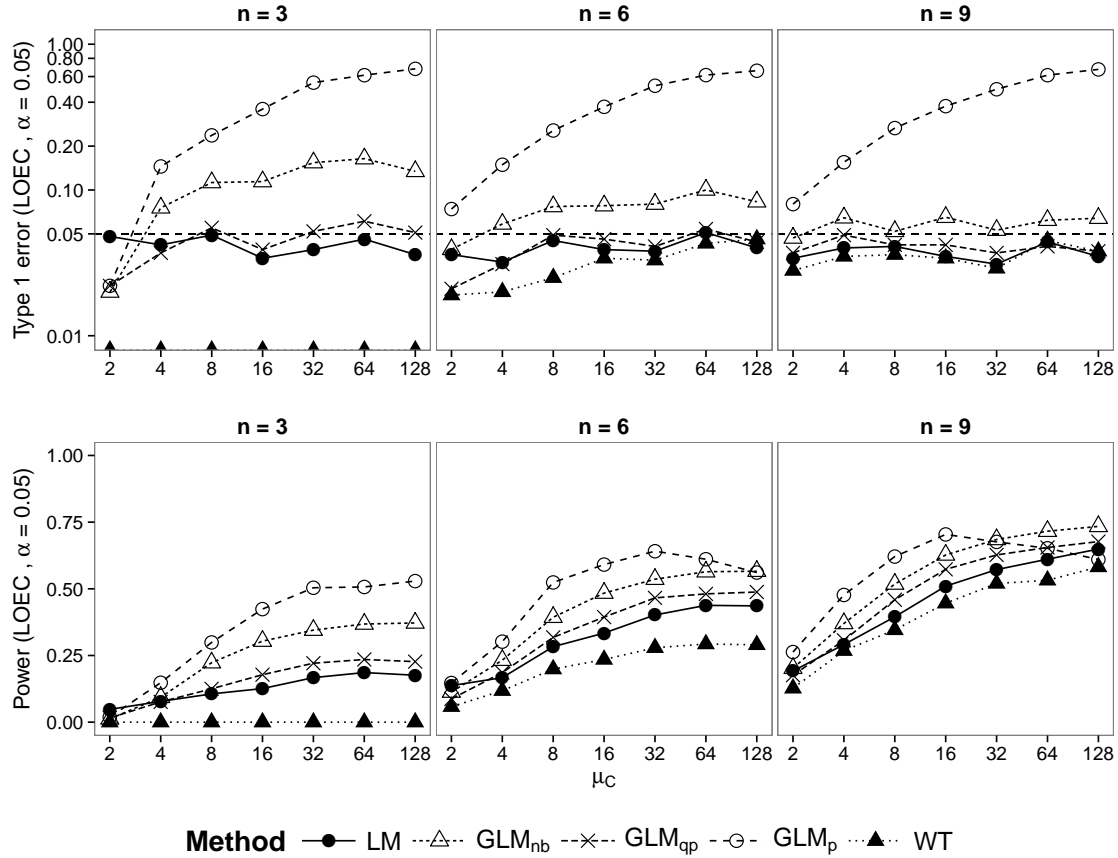 n = 3
n = 6
n = 9
Type 1 error (LOEC , α = 0.05)
1.00
0.80
0.60
0.40
0.20
0.10
0.05
0.01
2 4 8 16 32 64 128
2 4 8 16 32 64 128
2 4 8 16 32 64 128
n = 3
n = 6
n = 9
Power (LOEC , α = 0.05)
1.00
0.75
0.50
0.25
0.00
2 4 8 16 32 64 128
2 4 8 16 32 64 128
2 4 8 16 32 64 128
μC
Method LM GLMnb GLMqp GLMp WT